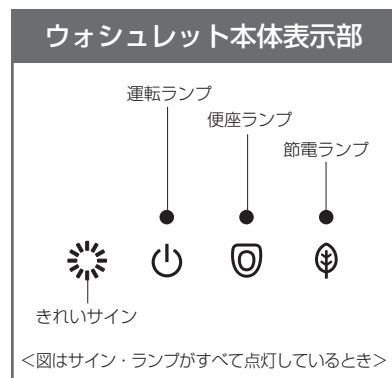 ウォシュレット本体表示部
運転ランプ
便座ランプ
節電ランプ
きれいサイン
＜図はサイン・ランプがすべて点灯しているとき＞